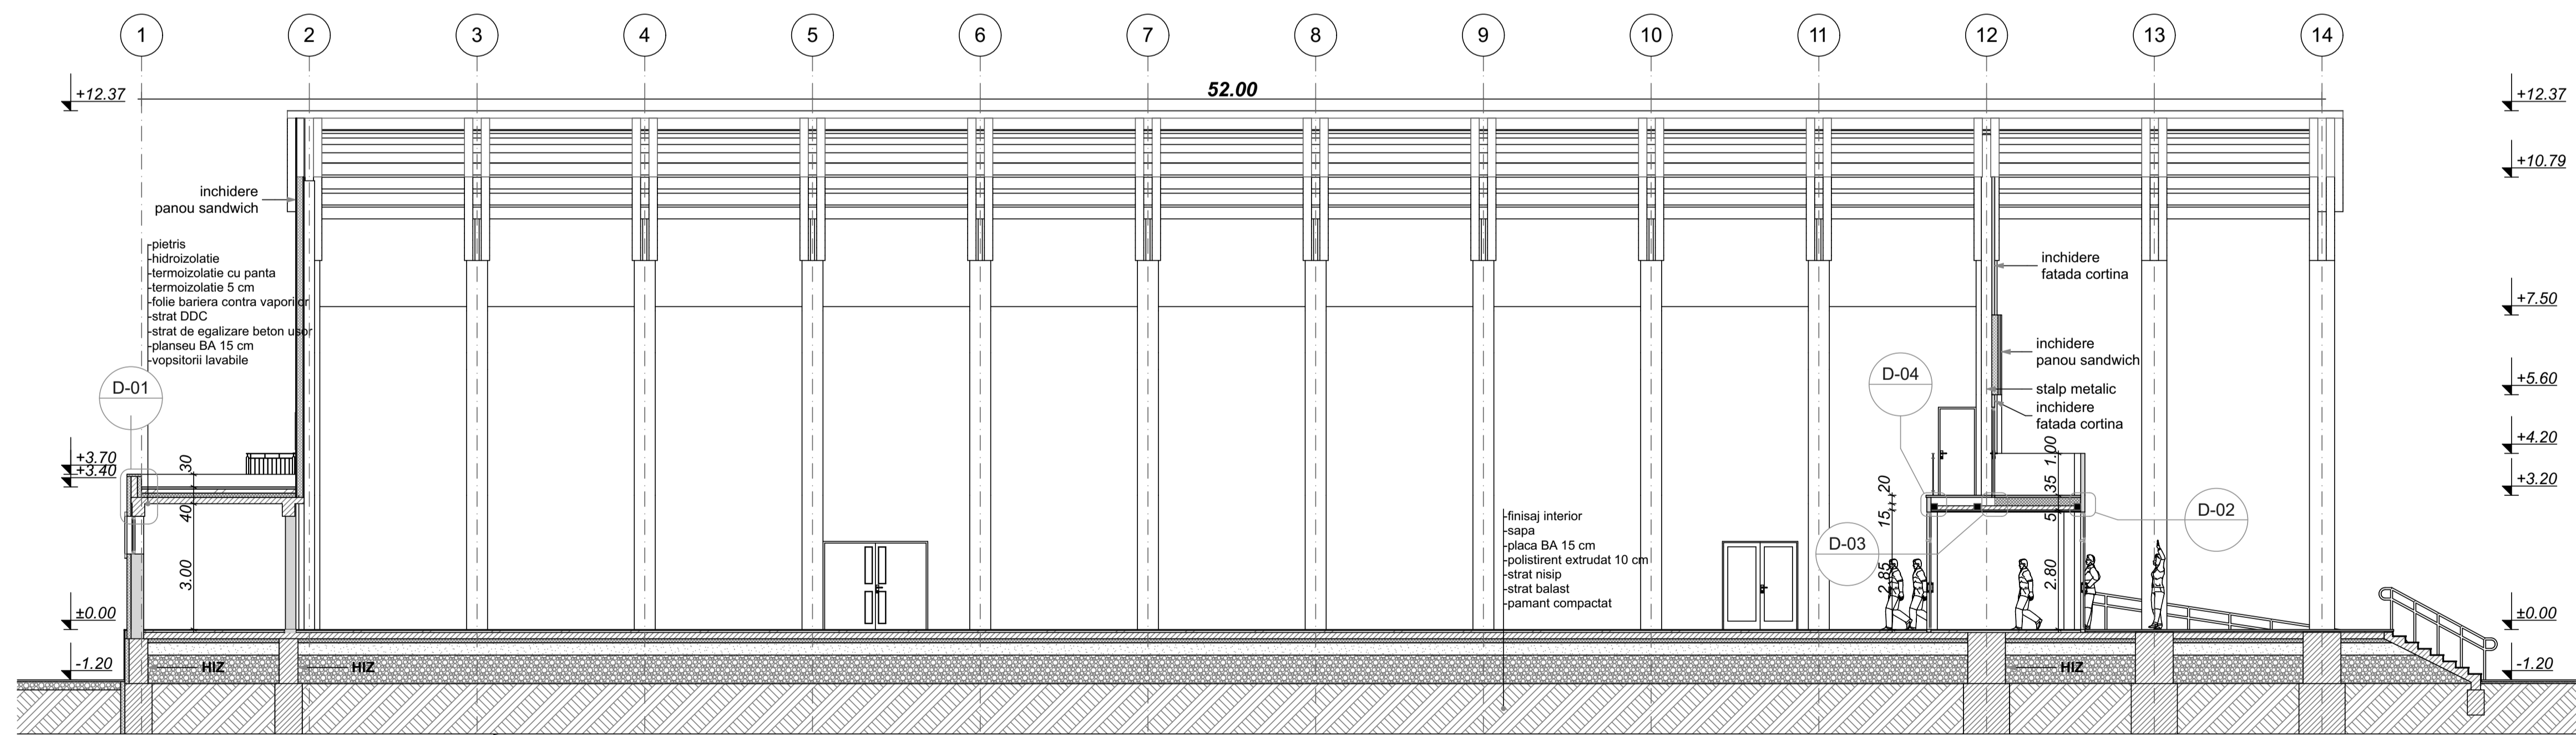 1 2 3 4 5 6 7 8 9 10 11 12 13 14
52.00
+12.37
+12.37
+10.79
inchidere
panou sandwich
pietris
hidroizolatie
termoizolatie cu panta
termoizolatie 5 cm
folie bariera contra vaporilor
strat DDC
strat de egalizare beton usor
planseu BA 15 cm
vopsitorii lavabile
inchidere
fatada cortina
+7.50
inchidere
panou sandwich
D-01
D-04
stalp metalic
+5.60
inchidere
fatada cortina
+3.70
+3.40
30
40
3.00
+4.20
1.00
35
5
2.80
20
15
2.85
+3.20
D-02
D-03
finisaj interior
sapa
placa BA 15 cm
polistirent extrudat 10 cm
strat nisip
strat balast
pamant compactat
±0.00
±0.00
-1.20
HIZ
HIZ
HIZ
-1.20